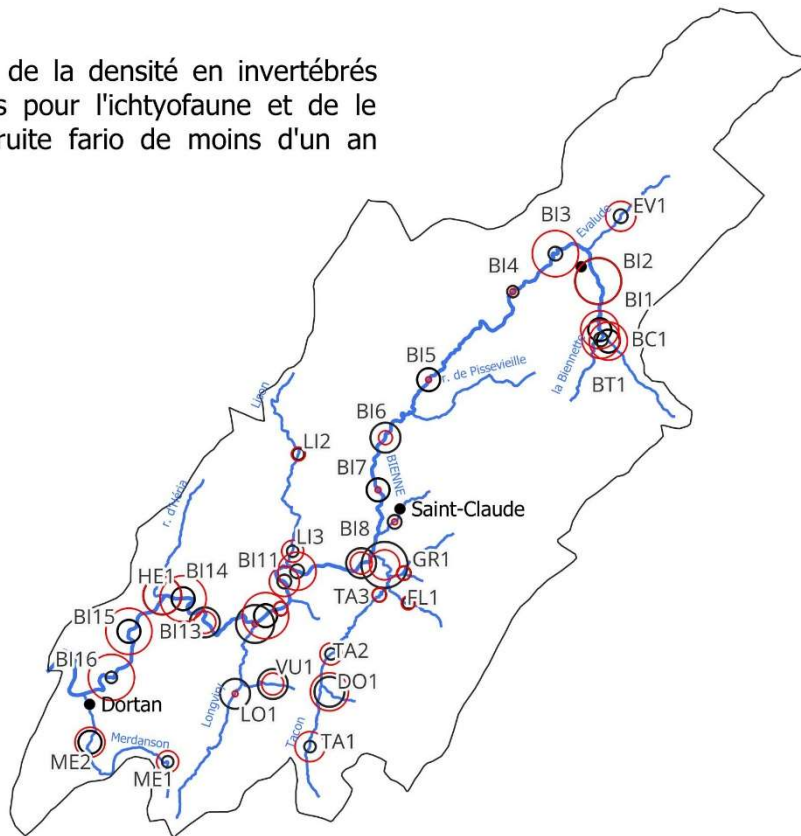 de la densité en invertébrés
s pour l'ichtyofaune et de le
ruite fario de moins d'un an
EV1
Evalude
BI3
BI2
BI4
BI1
BC1
la Biennette
BT1
BI5
r. de Pissevieille
Lison
BI6
LI2
BI7
BIENNE
Saint-Claude
r. d'Héria
LI3
BI8
BI11
GR1
HE1
BI14
TA3
FL1
BI15
BI13
TA2
BI16
VU1
DO1
Dortan
Longviry
LO1
Tacon
Merdanson
ME2
ME1
TA1